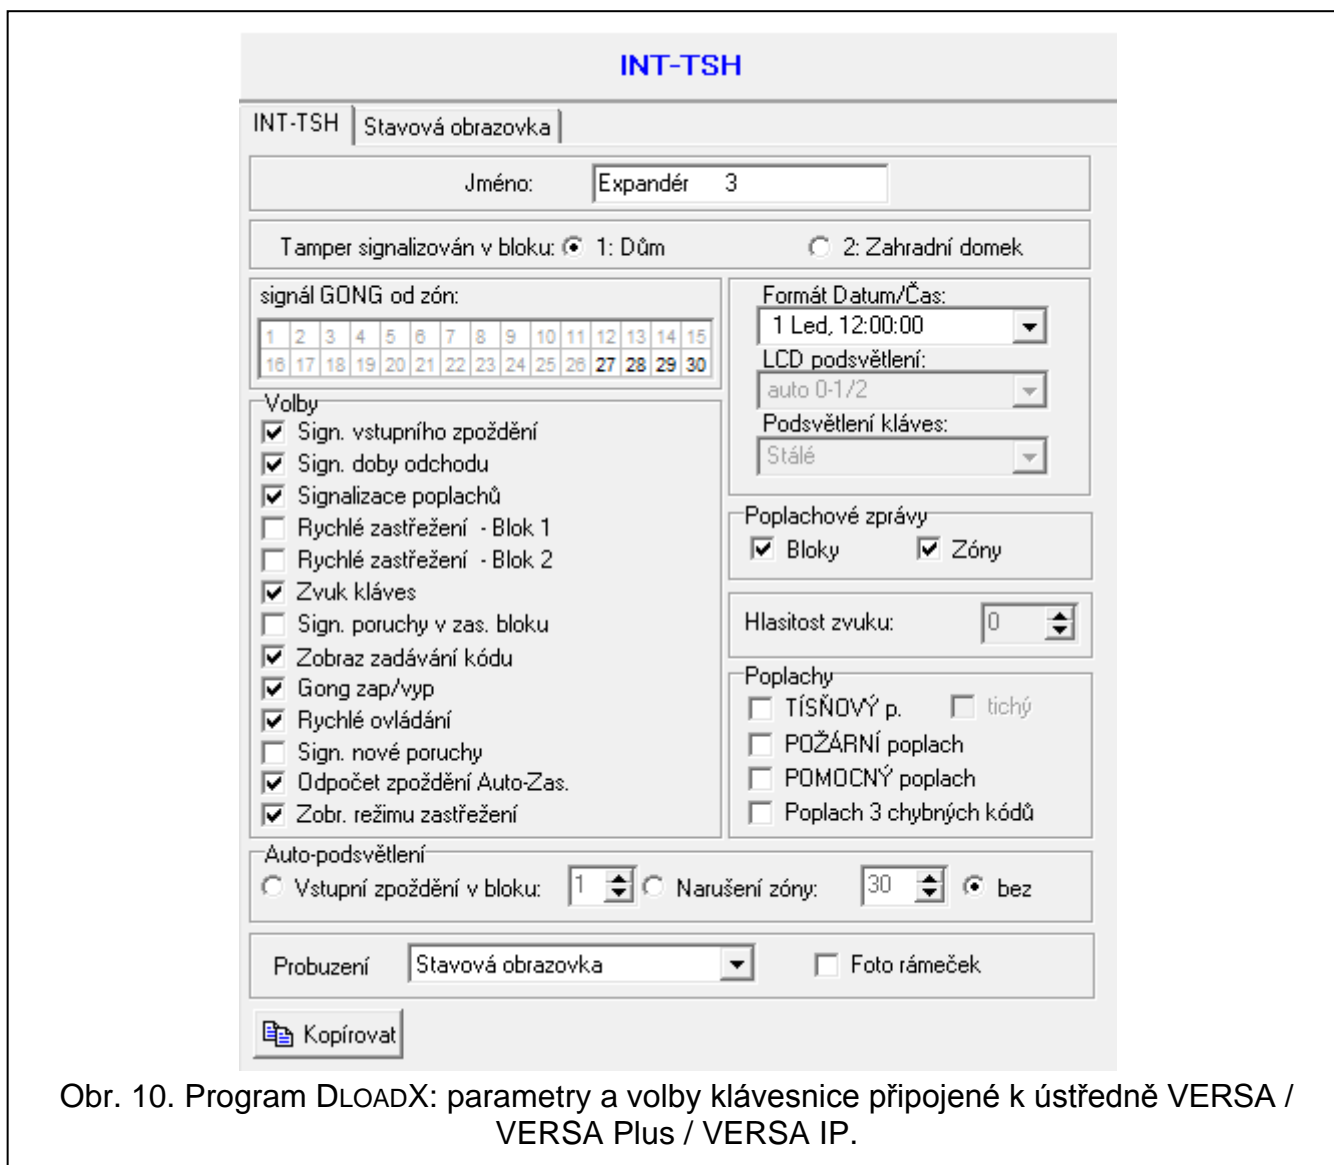 INT-TSH
INT-TSH Stavová obrazovka
Jméno: Expandér 3
Tamper signalizován v bloku: 1: Dům 2: Zahradní domek
signál GONG od zón:
1 2 3 4 5 6 7 8 9 10 11 12 13 14 15
16 17 18 19 20 21 22 23 24 25 26 27 28 29 30
Volby
Sign. vstupního zpoždění
Sign. doby odchodu
Signalizace poplachů
Rychlé zastřežení - Blok 1
Rychlé zastřežení - Blok 2
Zvuk kláves
Sign. poruchy v zas. bloku
Zobraz zadávání kódu
Gong zap/vyp
Rychlé ovládání
Sign. nové poruchy
Odpočet zpoždění Auto-Zas.
Zobr. režimu zastřežení
Formát Datum/Čas:
1 Led, 12:00:00
LCD podsvětlení:
auto 0-1/2
Podsvětlení kláves:
Stálé
Poplachové zprávy
Bloky Zóny
Hlasitost zvuku: 0
Poplachy
TÍSŇOVÝ p. tichý
POŽÁRNÍ poplach
POMOCNÝ poplach
Poplach 3 chybných kódů
Auto-podsvětlení
Vstupní zpoždění v bloku: 1 Narušení zóny: 30 bez
Probuzení Stavová obrazovka Foto rámeček
Kopírovat
Obr. 10. Program DLOADX: parametry a volby klávesnice připojené k ústředně VERSA /
VERSA Plus / VERSA IP.